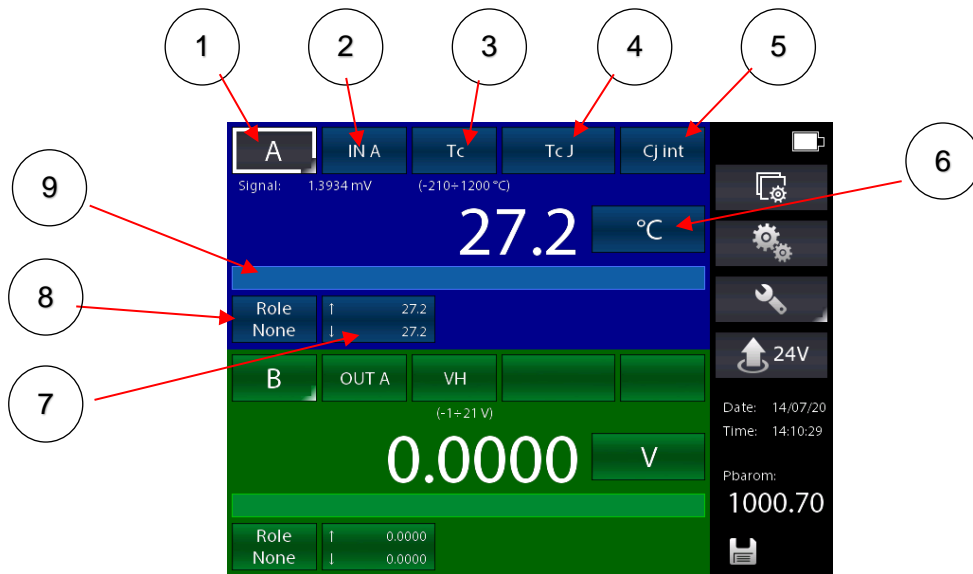 1 2 3 4 5
A IN A Tc Tc J Cj int
Signal: 1.3934 mV (-210÷1200 °C)
27.2 °C
6
9
8
Role
None
↑ 27.2
↓ 27.2
7
B OUT A VH
(-1÷21 V)
0.0000 V
Role
None
↑ 0.0000
↓ 0.0000
24V
Date: 14/07/20
Time: 14:10:29
Pbarom:
1000.70